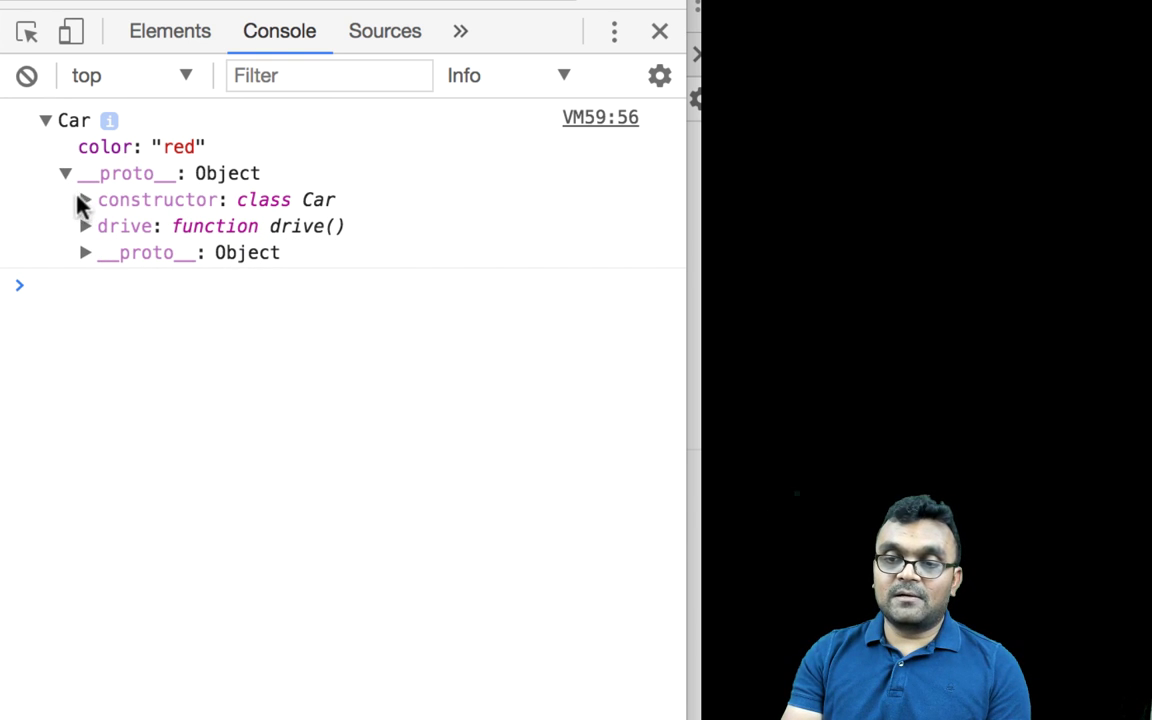 Elements Console Sources »
top Filter Info
Car i VM59:56
color: "red"
__proto__: Object
constructor: class Car
drive: function drive()
__proto__: Object
>